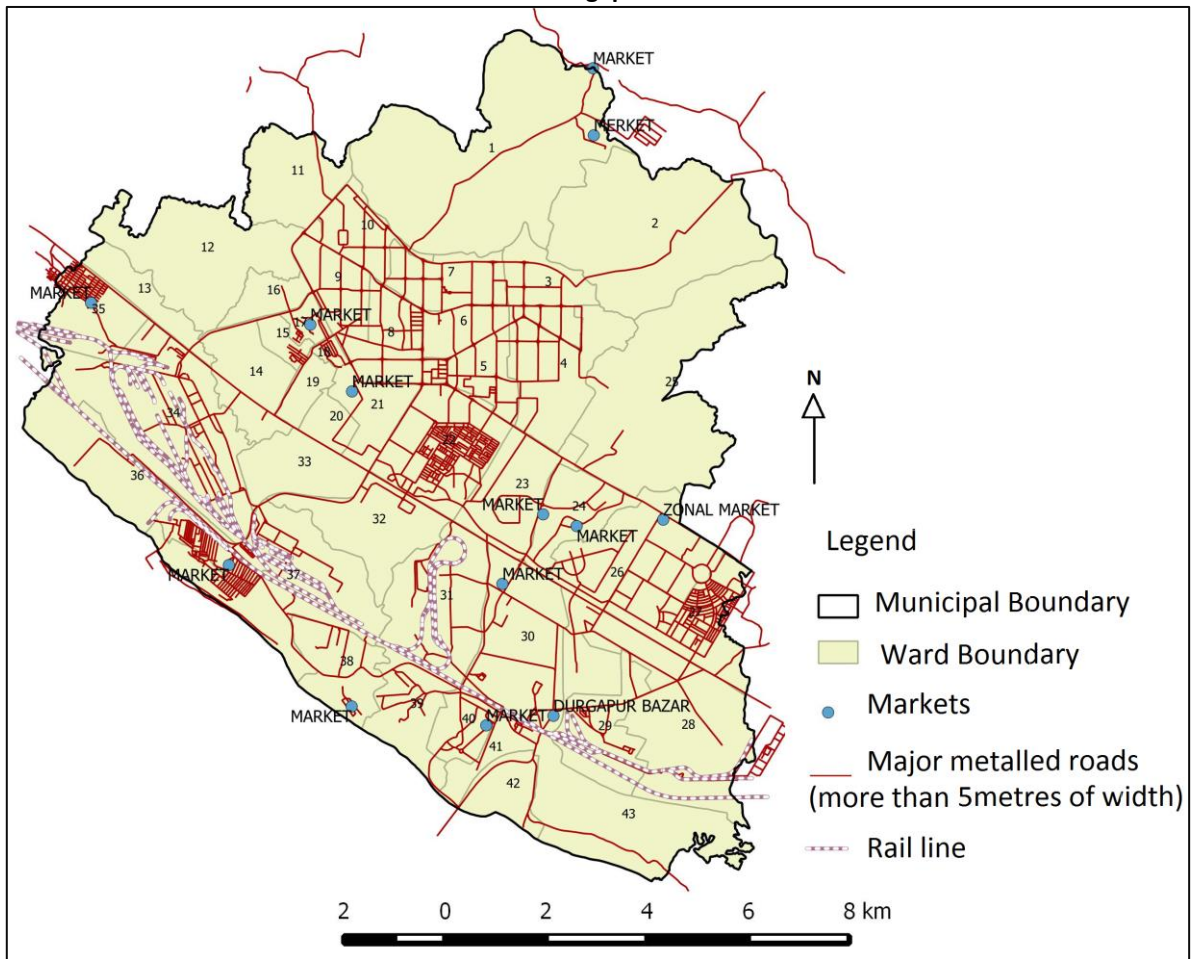 MARKET
MERKET
1
11
2
10
12
7
9
3
13
16
MARKET
35
17
MARKET
15
8
6
18
5
4
14
19
MARKET
25
20
21
34
22
33
36
23
MARKET
24
ZONAL MARKET
32
MARKET
MARKET
37
MARKET
26
31
27
30
38
39
MARKET
40
MARKET
DURGAPUR BAZAR
29
28
41
42
43
N
Legend
Municipal Boundary
Ward Boundary
Markets
Major metalled roads
(more than 5metres of width)
Rail line
2 0 2 4 6 8 km